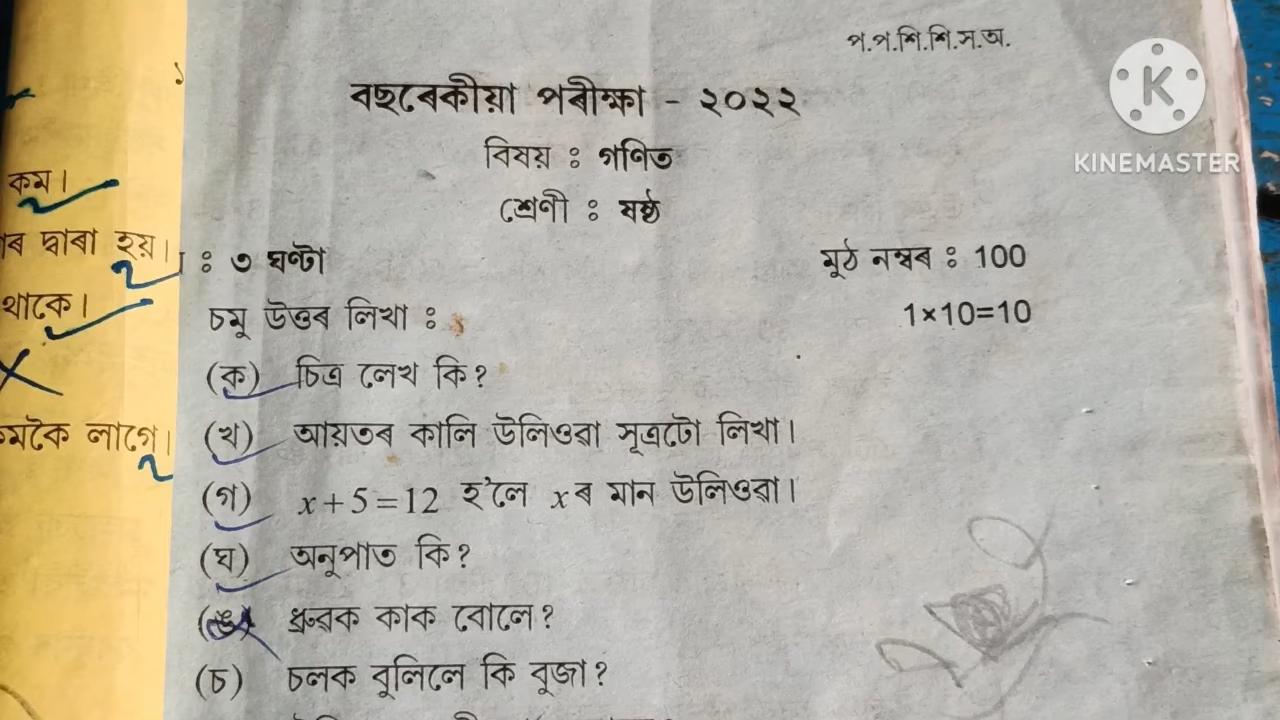 প.প.শি.শি.স.অ.
KINEMASTER
বছৰেকীয়া পৰীক্ষা - ২০২২
বিষয় : গণিত
শ্ৰেণী : ষষ্ঠ
: ৩ ঘণ্টা মুঠ নম্বৰ : 100
চমু উত্তৰ লিখা : 1×10=10
(ক) চিত্ৰ লেখ কি?
(খ) আয়তৰ কালি উলিওৱা সূত্ৰটো লিখা।
(গ) x+5=12 হ'লে xৰ মান উলিওৱা।
(ঘ) অনুপাত কি?
(ঙ) ধ্ৰুৱক কাক বোলে?
(চ) চলক বুলিলে কি বুজা?
কম।
দ্বাৰা হয়।
থাকে।
লাগে।